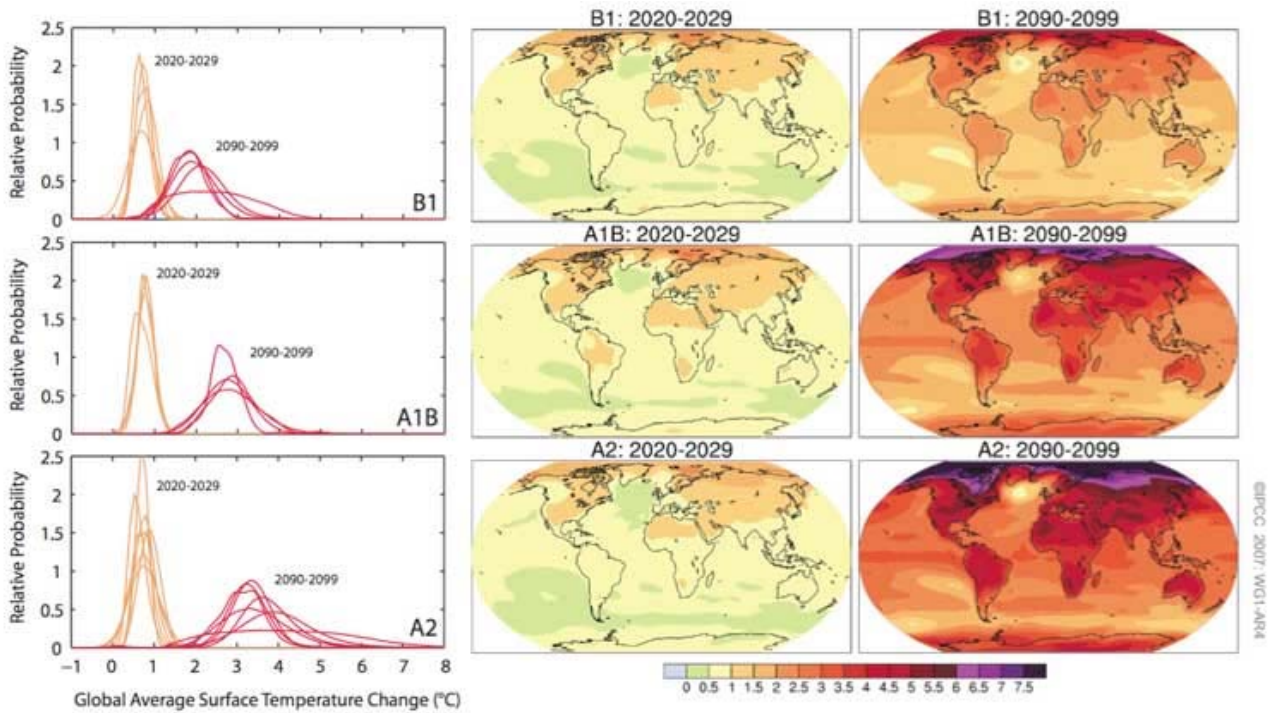 B1: 2020-2029
B1: 2090-2099
2.5
2
1.5
1
0.5
0
Relative Probability
2020-2029
2090-2099
B1
A1B: 2020-2029
A1B: 2090-2099
2.5
2
1.5
1
0.5
0
Relative Probability
2020-2029
2090-2099
A1B
A2: 2020-2029
A2: 2090-2099
2.5
2
1.5
1
0.5
0
Relative Probability
2020-2029
2090-2099
A2
−1 0 1 2 3 4 5 6 7 8
Global Average Surface Temperature Change (°C)
0 0.5 1 1.5 2 2.5 3 3.5 4 4.5 5 5.5 6 6.5 7 7.5
©IPCC 2007: WG1-AR4